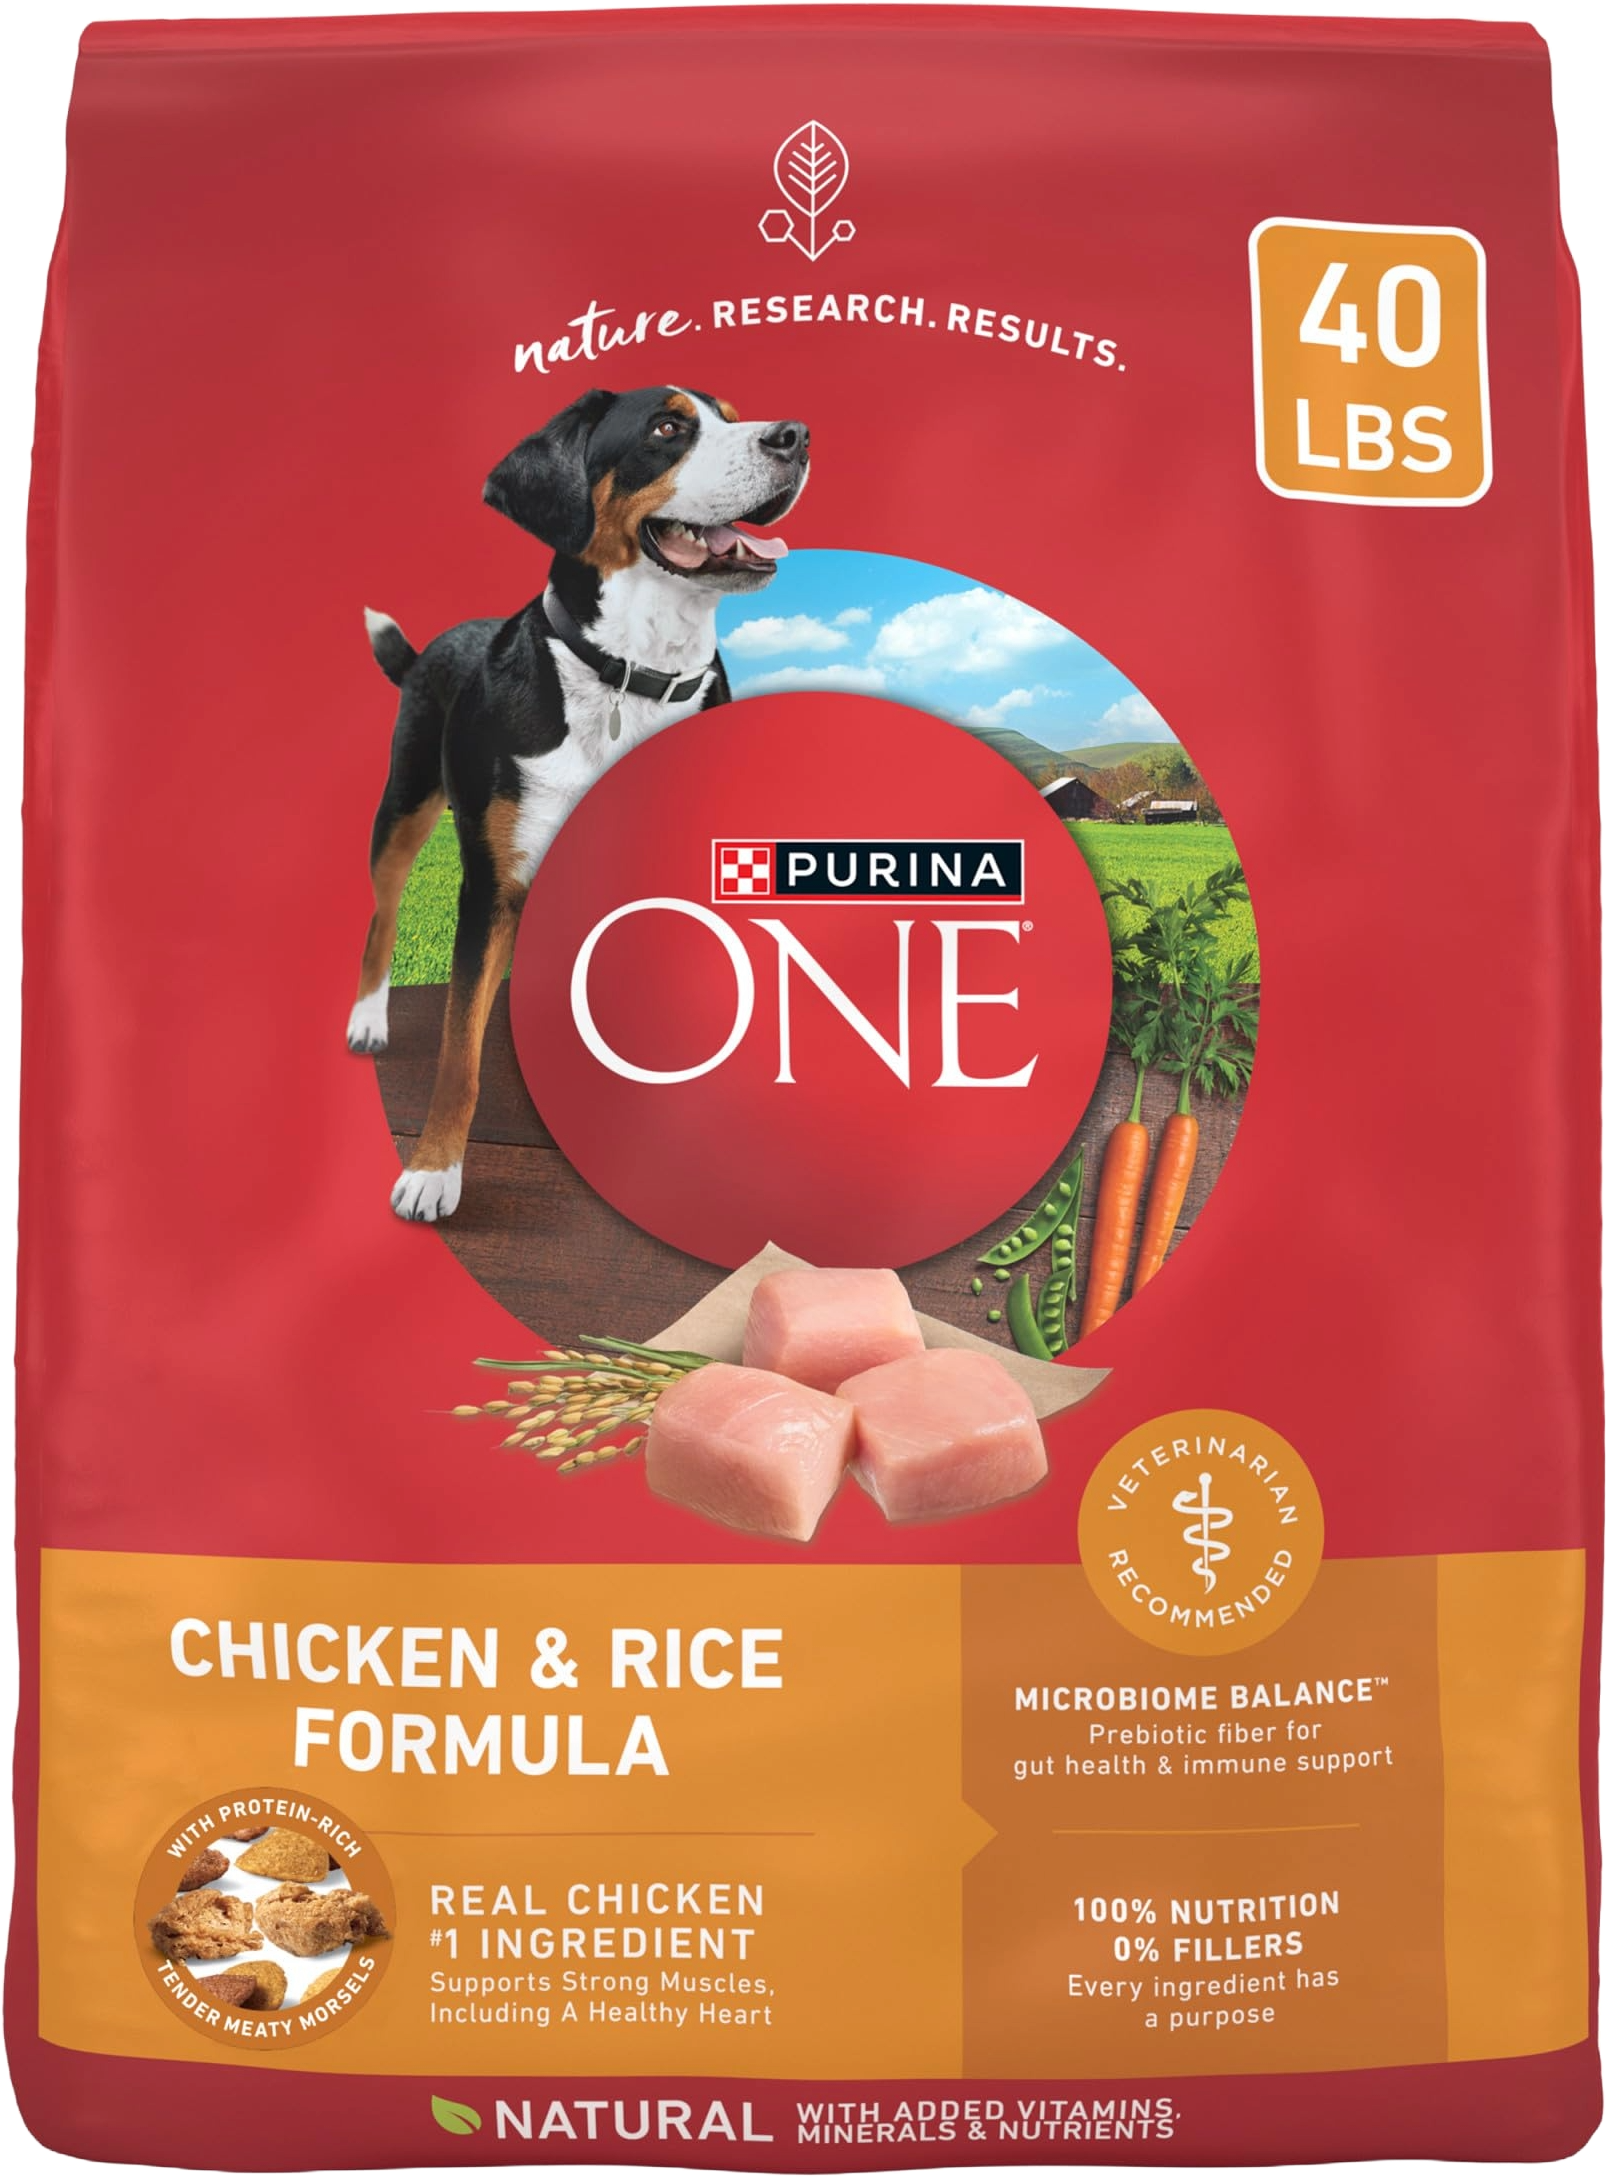 nature. RESEARCH. RESULTS.
40
LBS
PURINA
ONE®
VETERINARIAN
RECOMMENDED
CHICKEN & RICE
FORMULA
MICROBIOME BALANCE™
Prebiotic fiber for
gut health & immune support
WITH PROTEIN-RICH
TENDER MEATY MORSELS
REAL CHICKEN
#1 INGREDIENT
Supports Strong Muscles,
Including A Healthy Heart
100% NUTRITION
0% FILLERS
Every ingredient has
a purpose
NATURAL
WITH ADDED VITAMINS,
MINERALS & NUTRIENTS